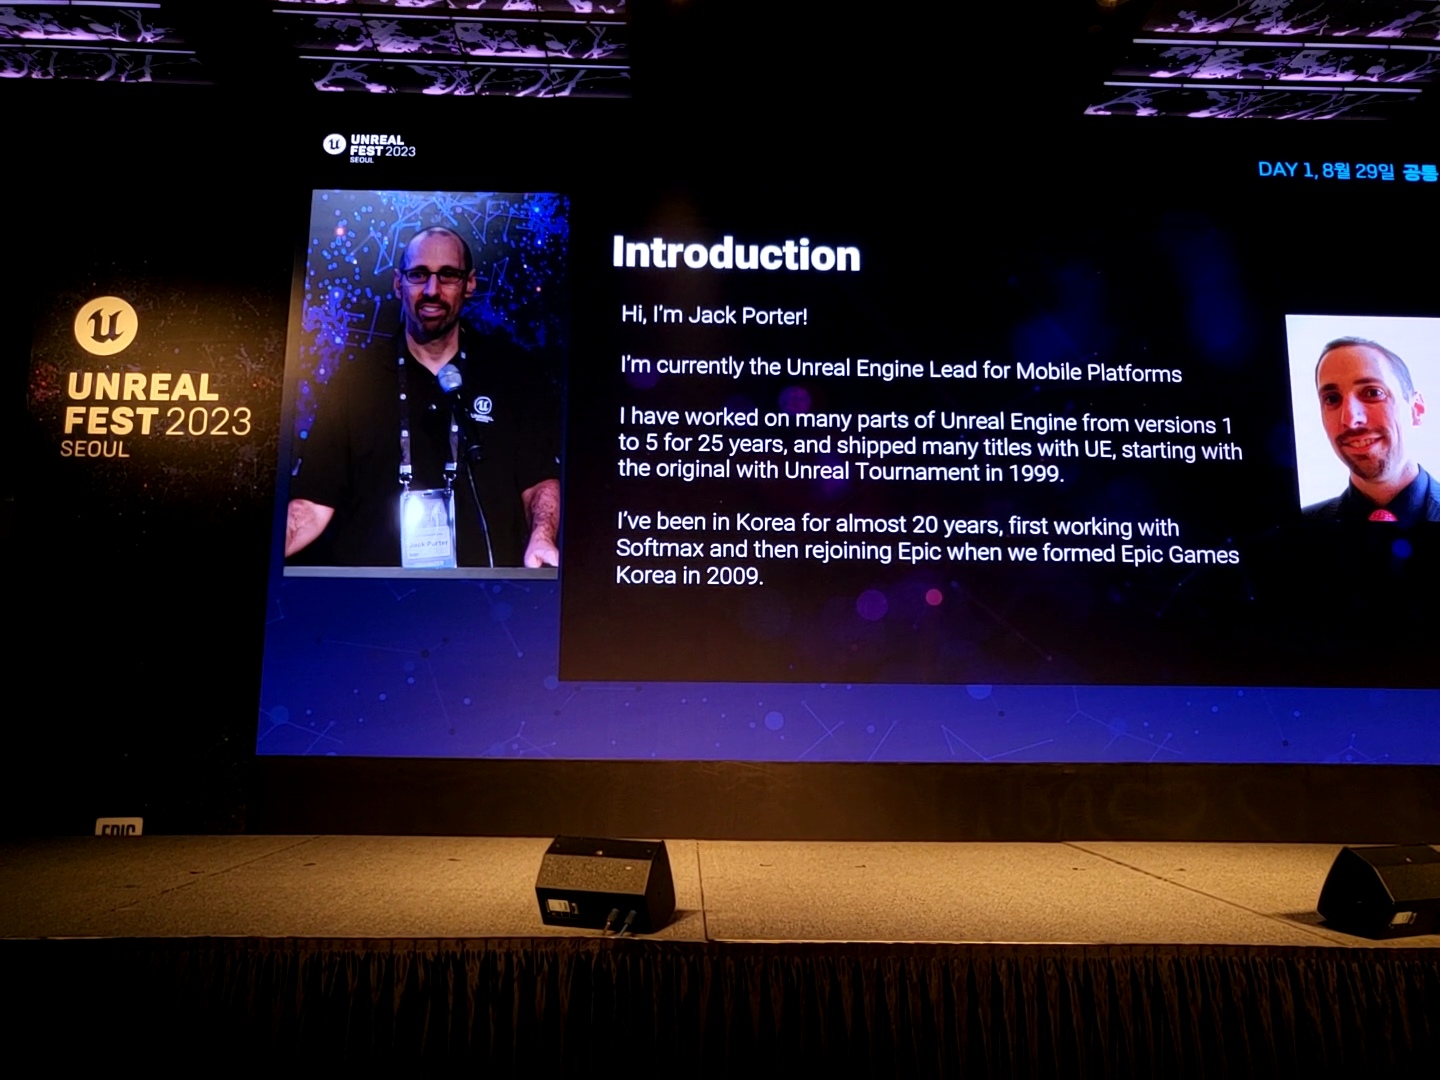 UNREAL
FEST 2023
SEOUL
DAY 1, 8월 29일 공통
UNREAL
FEST 2023
SEOUL
Introduction
Hi, I'm Jack Porter!
I'm currently the Unreal Engine Lead for Mobile Platforms
I have worked on many parts of Unreal Engine from versions 1
to 5 for 25 years, and shipped many titles with UE, starting with
the original with Unreal Tournament in 1999.
I've been in Korea for almost 20 years, first working with
Softmax and then rejoining Epic when we formed Epic Games
Korea in 2009.
Jack Porter
EPIC